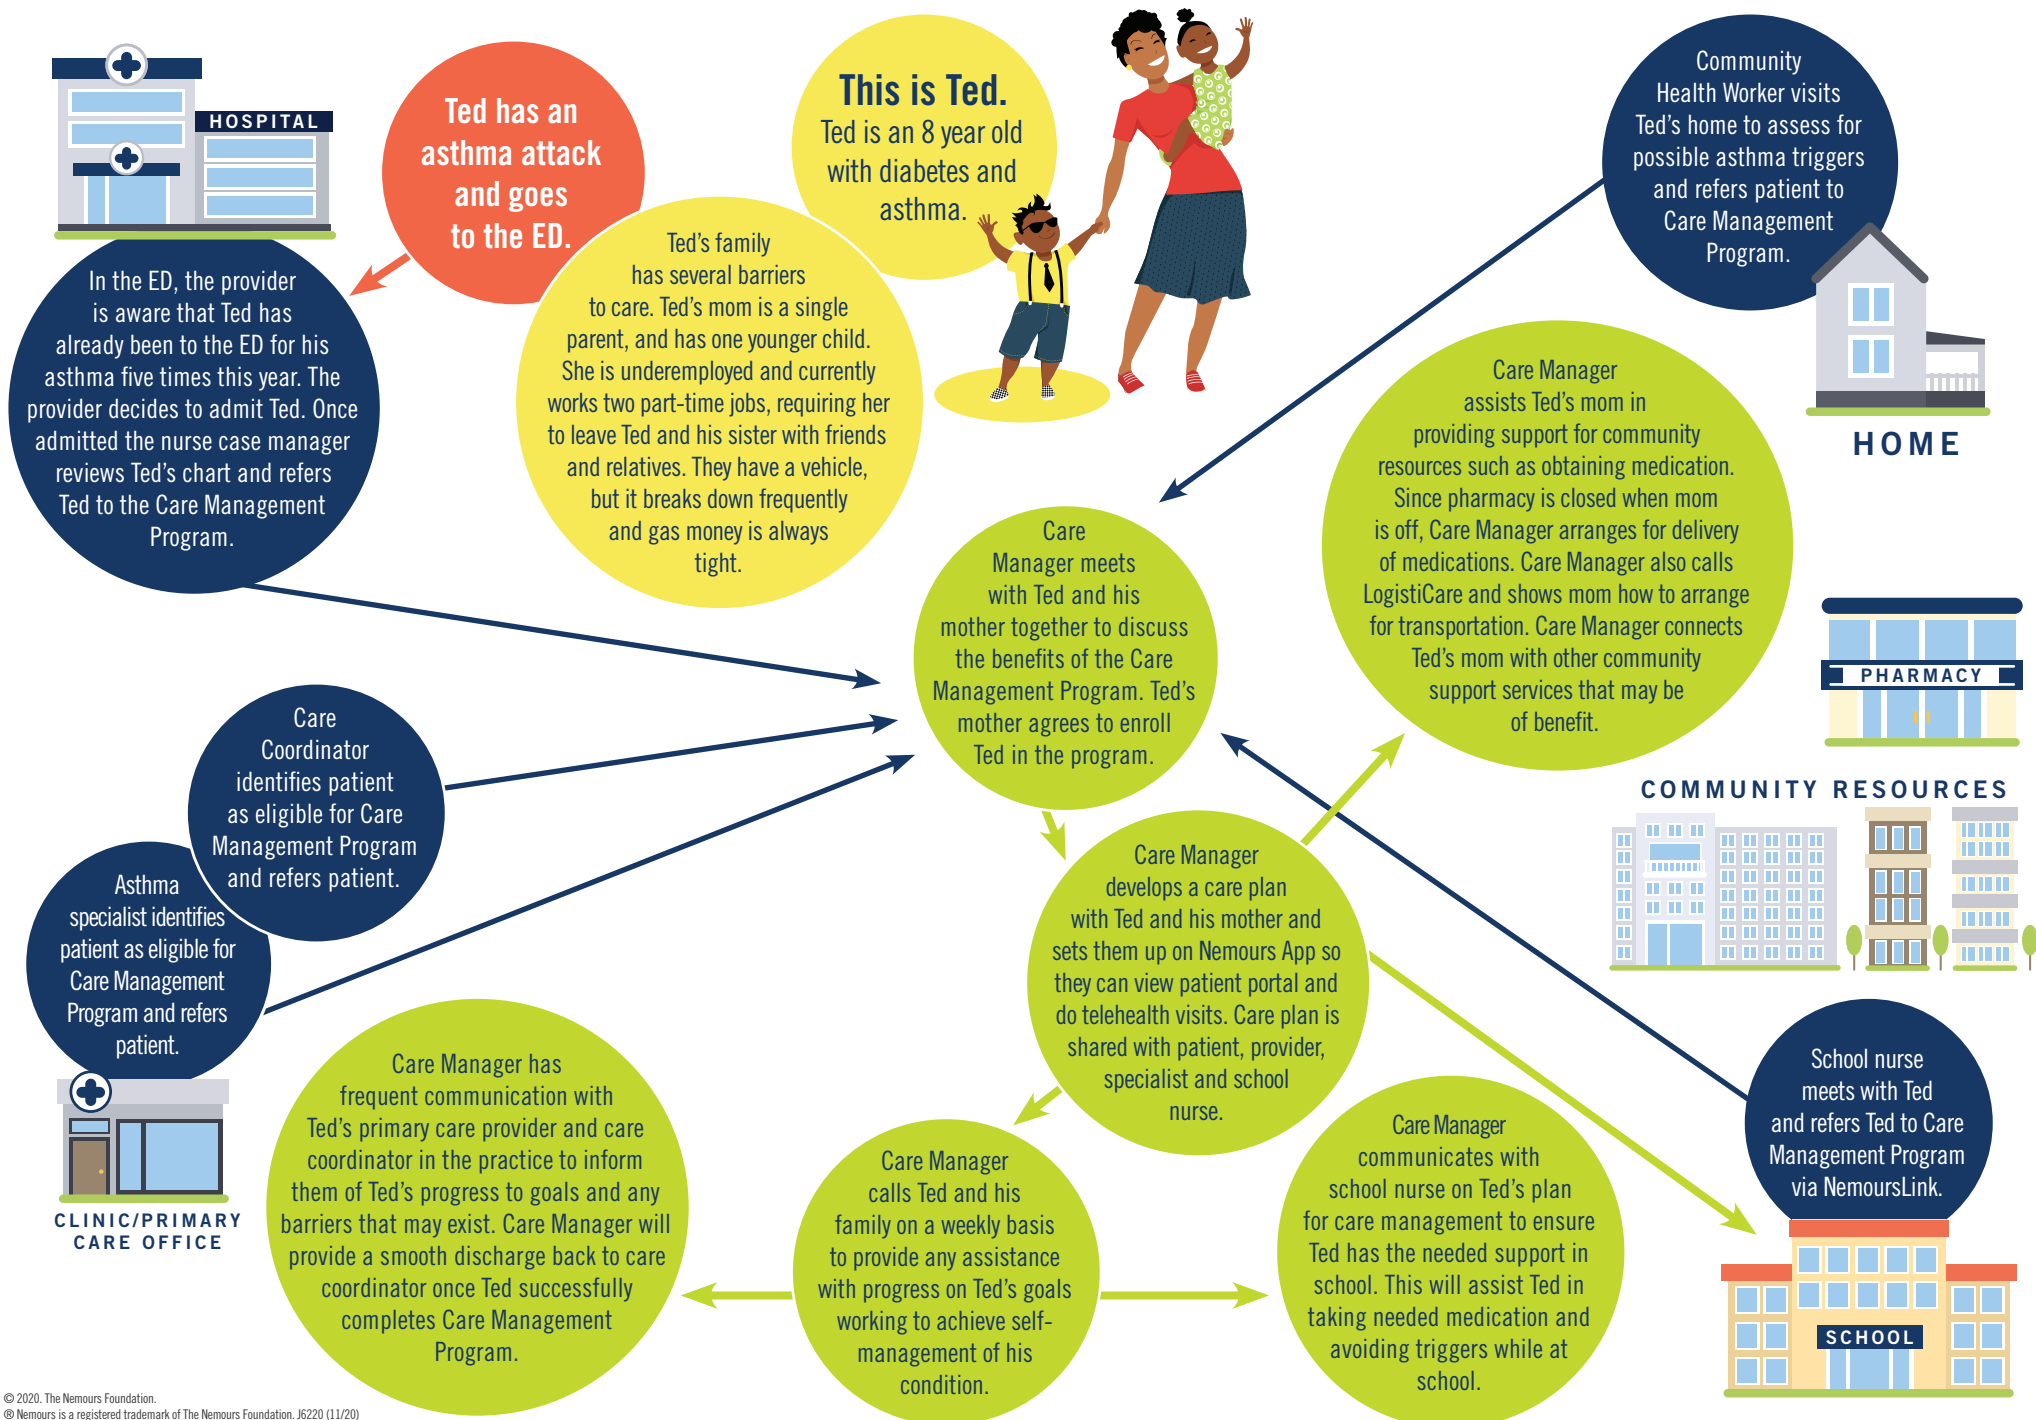 HOSPITAL
Ted has an
asthma attack
and goes
to the ED.
This is Ted.
Ted is an 8 year old
with diabetes and
asthma.
Community
Health Worker visits
Ted's home to assess for
possible asthma triggers
and refers patient to
Care Management
Program.
HOME
In the ED, the provider
is aware that Ted has
already been to the ED for his
asthma five times this year. The
provider decides to admit Ted. Once
admitted the nurse case manager
reviews Ted's chart and refers
Ted to the Care Management
Program.
Ted's family
has several barriers
to care. Ted's mom is a single
parent, and has one younger child.
She is underemployed and currently
works two part-time jobs, requiring her
to leave Ted and his sister with friends
and relatives. They have a vehicle,
but it breaks down frequently
and gas money is always
tight.
Care Manager
assists Ted's mom in
providing support for community
resources such as obtaining medication.
Since pharmacy is closed when mom
is off, Care Manager arranges for delivery
of medications. Care Manager also calls
LogistiCare and shows mom how to arrange
for transportation. Care Manager connects
Ted's mom with other community
support services that may be
of benefit.
PHARMACY
COMMUNITY RESOURCES
Care
Manager meets
with Ted and his
mother together to discuss
the benefits of the Care
Management Program. Ted's
mother agrees to enroll
Ted in the program.
Care
Coordinator
identifies patient
as eligible for Care
Management Program
and refers patient.
Asthma
specialist identifies
patient as eligible for
Care Management
Program and refers
patient.
CLINIC/PRIMARY
CARE OFFICE
Care Manager
develops a care plan
with Ted and his mother and
sets them up on Nemours App so
they can view patient portal and
do telehealth visits. Care plan is
shared with patient, provider,
specialist and school
nurse.
Care Manager has
frequent communication with
Ted's primary care provider and care
coordinator in the practice to inform
them of Ted's progress to goals and any
barriers that may exist. Care Manager will
provide a smooth discharge back to care
coordinator once Ted successfully
completes Care Management
Program.
Care Manager
calls Ted and his
family on a weekly basis
to provide any assistance
with progress on Ted's goals
working to achieve self-
management of his
condition.
Care Manager
communicates with
school nurse on Ted's plan
for care management to ensure
Ted has the needed support in
school. This will assist Ted in
taking needed medication and
avoiding triggers while at
school.
School nurse
meets with Ted
and refers Ted to Care
Management Program
via NemoursLink.
SCHOOL
© 2020. The Nemours Foundation.
® Nemours is a registered trademark of The Nemours Foundation. J6220 (11/20)